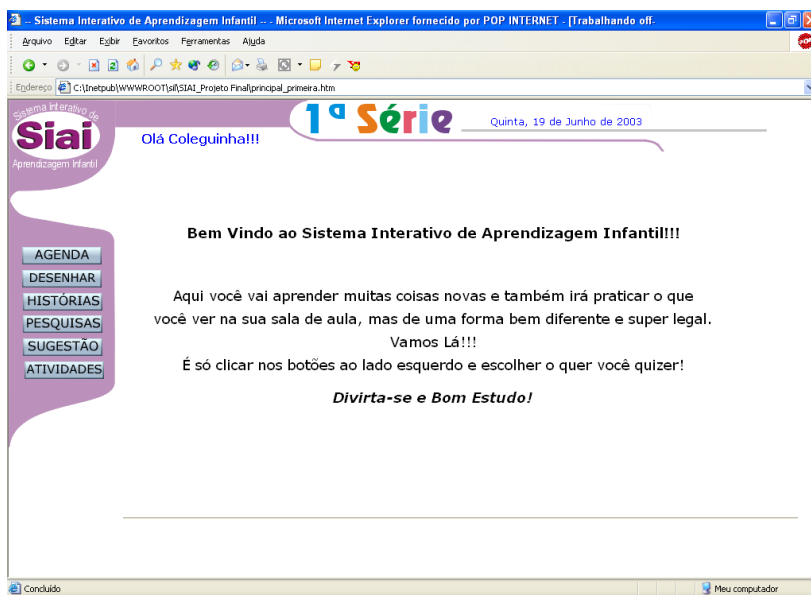 -- Sistema Interativo de Aprendizagem Infantil -- - Microsoft Internet Explorer fornecido por POP INTERNET - [Trabalhando off-
Arquivo Editar Exibir Favoritos Ferramentas Ajuda
Endereço C:\Inetpub\WWWROOT\sil\SIAI_Projeto Final\principal_primeira.htm
Sistema Interativo de
Siai
Aprendizagem Infantil
1ª Série
Quinta, 19 de Junho de 2003
Olá Coleguinha!!!
AGENDA
DESENHAR
HISTÓRIAS
PESQUISAS
SUGESTÃO
ATIVIDADES
Bem Vindo ao Sistema Interativo de Aprendizagem Infantil!!!
Aqui você vai aprender muitas coisas novas e também irá praticar o que
você ver na sua sala de aula, mas de uma forma bem diferente e super legal.
Vamos Lá!!!
É só clicar nos botões ao lado esquerdo e escolher o quer você quizer!
Divirta-se e Bom Estudo!
Concluído
Meu computador